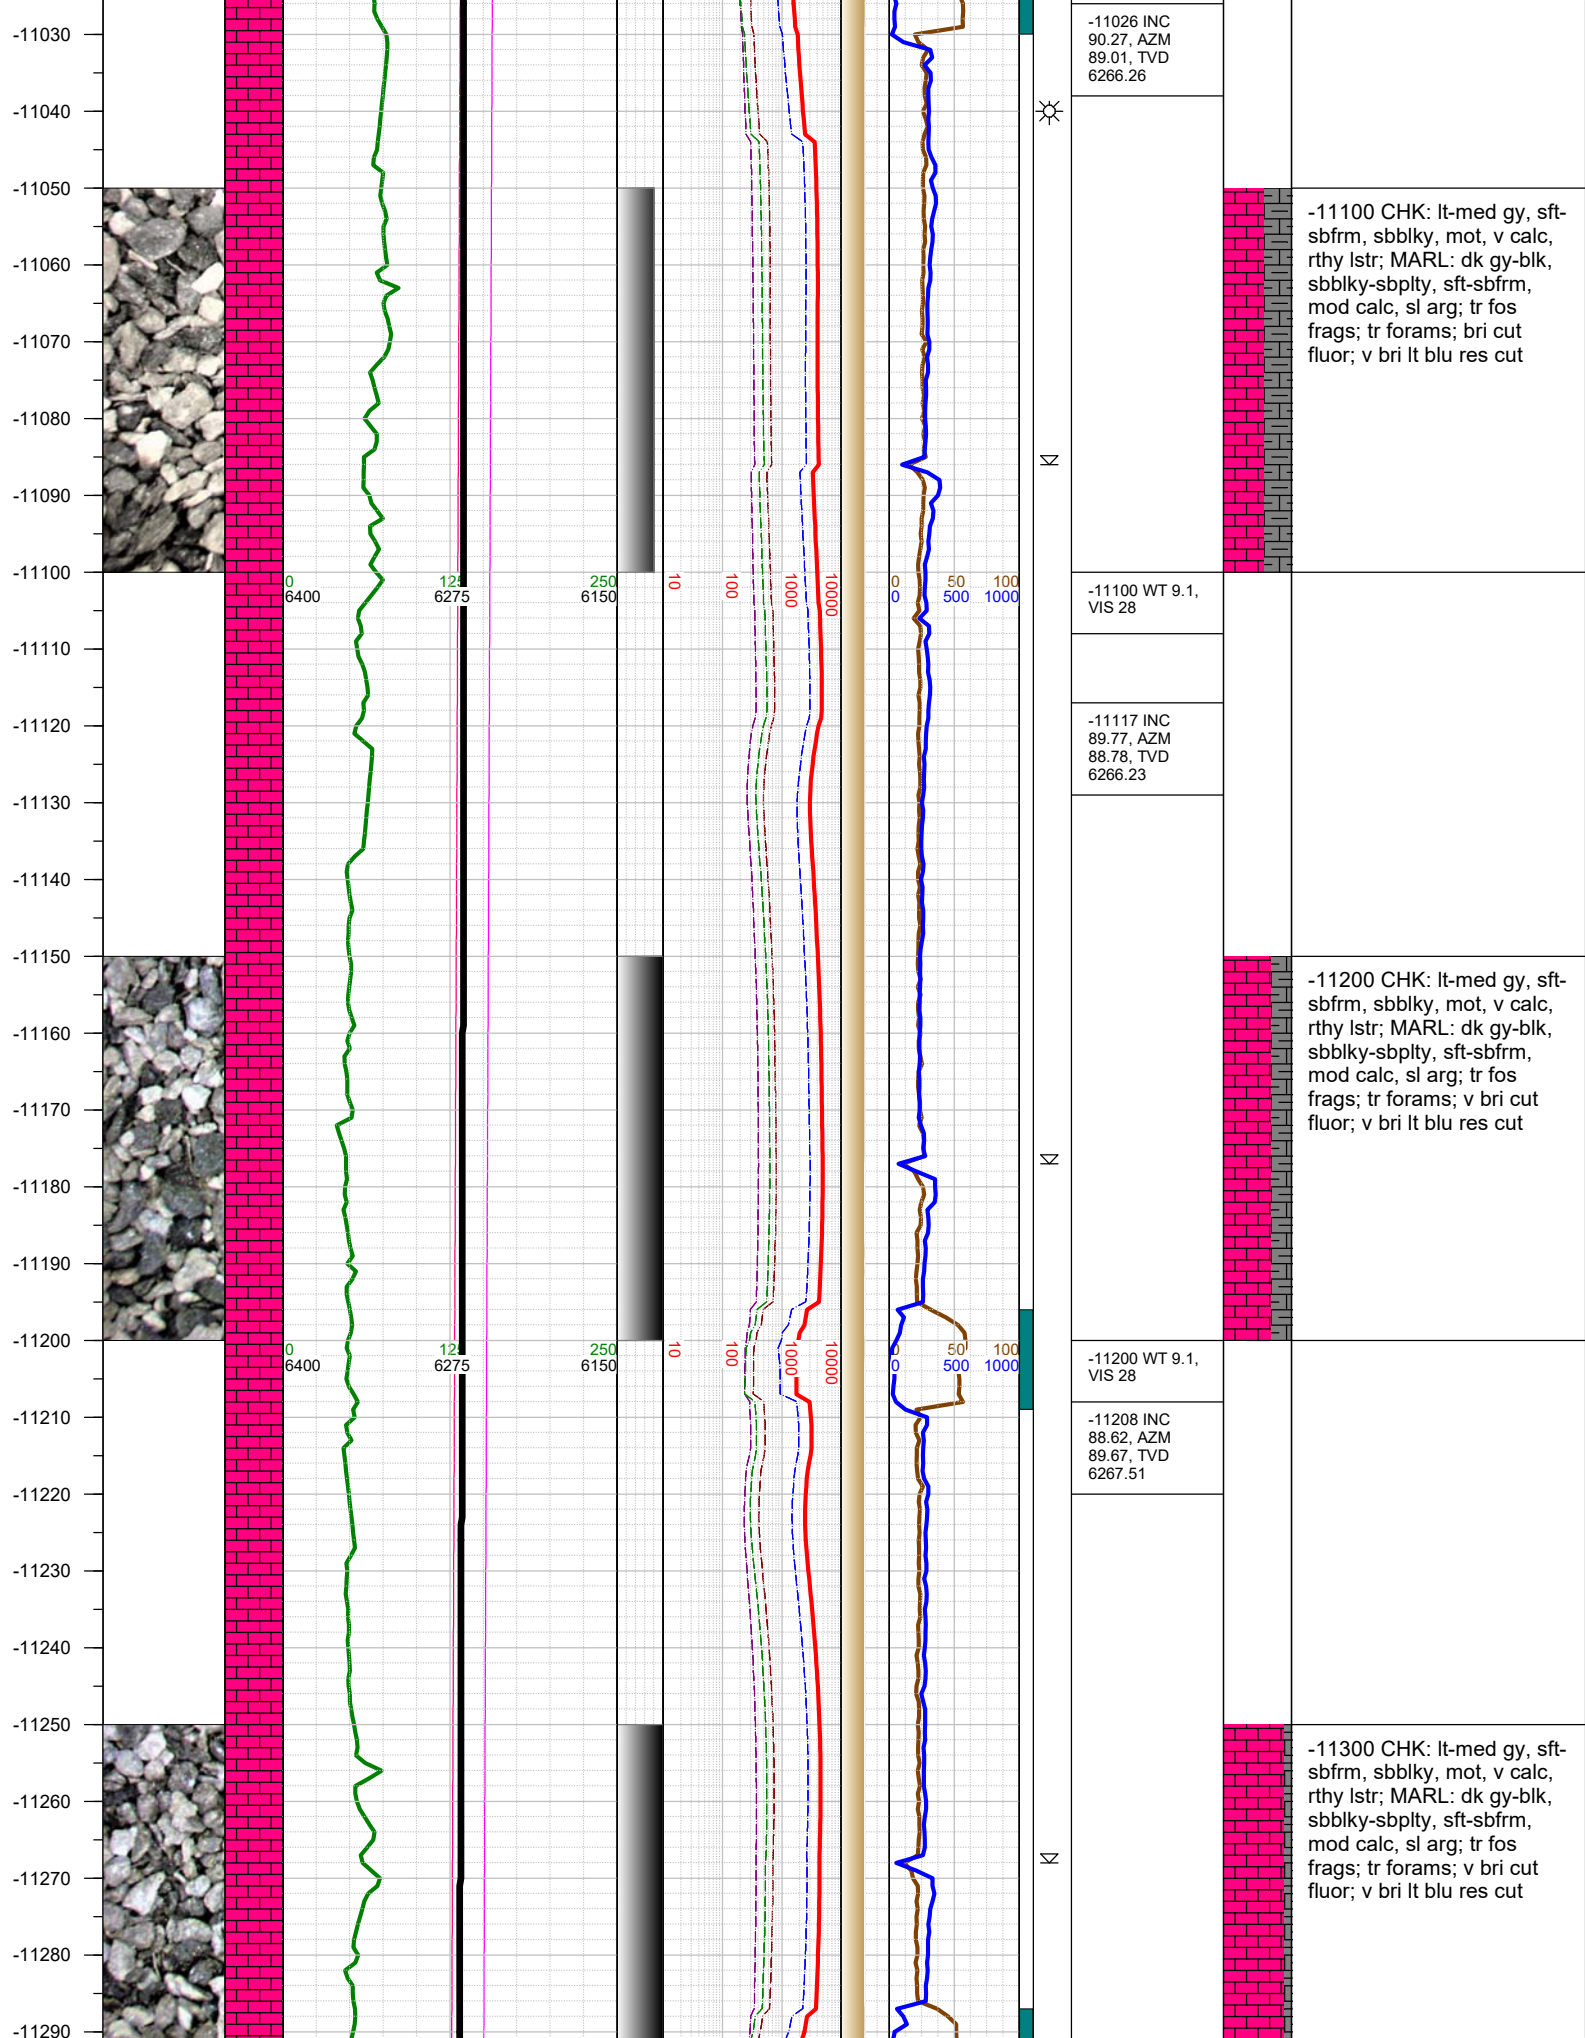 -11026 INC
90.27, AZM
89.01, TVD
6266.26
-11030
-11040
-11050
-11100 CHK: lt-med gy, sft-
sbfrm, sbblky, mot, v calc,
rthy lstr; MARL: dk gy-blk,
sbblky-sbplty, sft-sbfrm,
mod calc, sl arg; tr fos
frags; tr forams; bri cut
fluor; v bri lt blu res cut
-11060
-11070
-11080
-11090
-11100
0 125 250 10 100 1000 10000 0 50 100
6400 6275 6150 0 500 1000
-11100 WT 9.1,
VIS 28
-11110
-11117 INC
89.77, AZM
88.78, TVD
6266.23
-11120
-11130
-11140
-11150
-11200 CHK: lt-med gy, sft-
sbfrm, sbblky, mot, v calc,
rthy lstr; MARL: dk gy-blk,
sbblky-sbplty, sft-sbfrm,
mod calc, sl arg; tr fos
frags; tr forams; v bri cut
fluor; v bri lt blu res cut
-11160
-11170
-11180
-11190
-11200
0 125 250 10 100 1000 10000 0 50 100
6400 6275 6150 0 500 1000
-11200 WT 9.1,
VIS 28
-11210
-11208 INC
88.62, AZM
89.67, TVD
6267.51
-11220
-11230
-11240
-11250
-11300 CHK: lt-med gy, sft-
sbfrm, sbblky, mot, v calc,
rthy lstr; MARL: dk gy-blk,
sbblky-sbplty, sft-sbfrm,
mod calc, sl arg; tr fos
frags; tr forams; v bri cut
fluor; v bri lt blu res cut
-11260
-11270
-11280
-11290